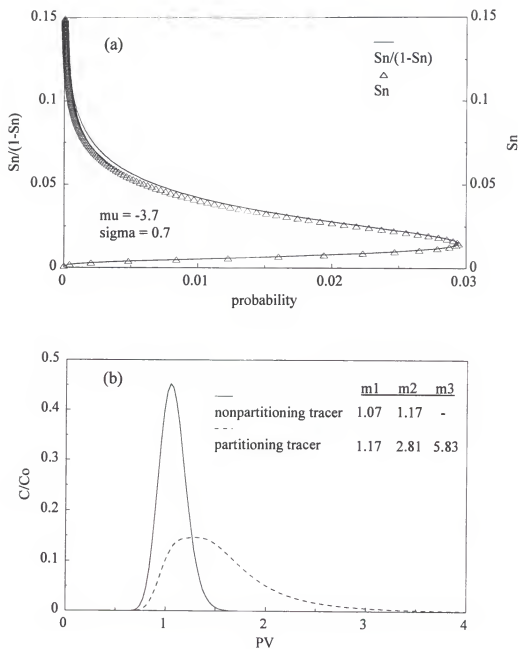 0.15
(a)
Sn/(1-Sn)
Sn
0.15
0.1
0.1
Sn/(1-Sn)
Sn
0.05
0.05
mu = -3.7
sigma = 0.7
0
0
0 0.01 0.02 0.03
probability
0.5
(b)
m1 m2 m3
nonpartitioning tracer 1.07 1.17 -
0.4
partitioning tracer 1.17 2.81 5.83
0.3
C/Co
0.2
0.1
0
0 1 2 3 4
PV